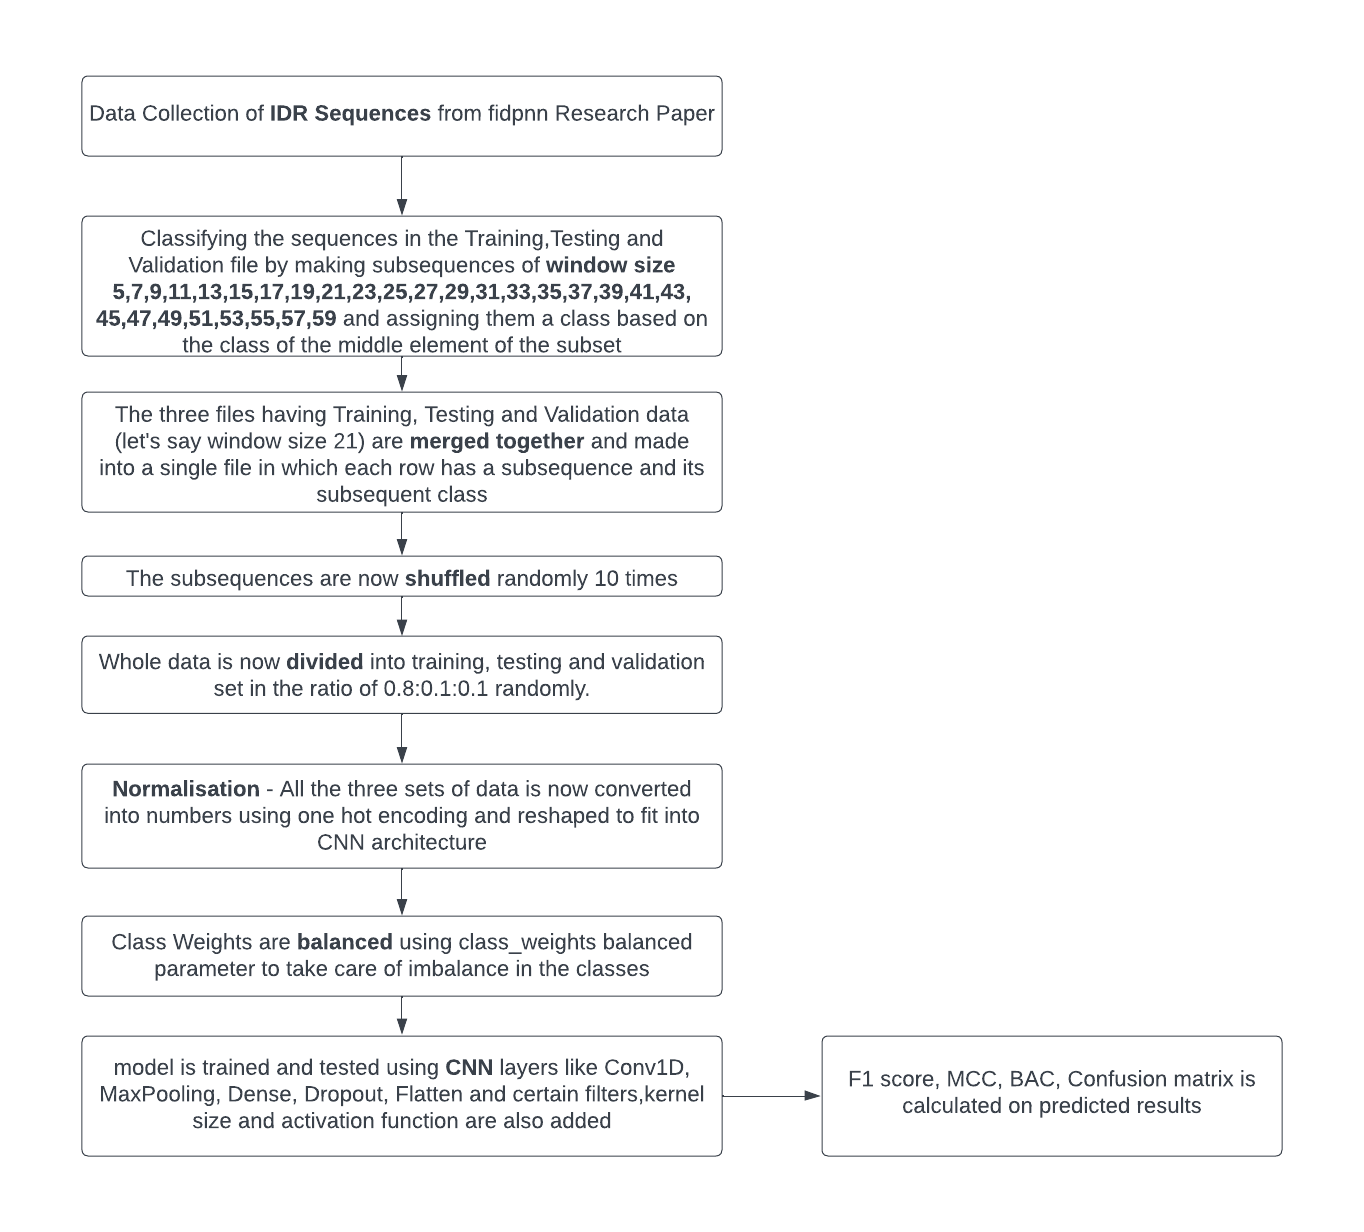 Data Collection of IDR Sequences from fidpnn Research Paper
Classifying the sequences in the Training,Testing and
Validation file by making subsequences of window size
5,7,9,11,13,15,17,19,21,23,25,27,29,31,33,35,37,39,41,43,
45,47,49,51,53,55,57,59 and assigning them a class based on
the class of the middle element of the subset
The three files having Training, Testing and Validation data
(let's say window size 21) are merged together and made
into a single file in which each row has a subsequence and its
subsequent class
The subsequences are now shuffled randomly 10 times
Whole data is now divided into training, testing and validation
set in the ratio of 0.8:0.1:0.1 randomly.
Normalisation - All the three sets of data is now converted
into numbers using one hot encoding and reshaped to fit into
CNN architecture
Class Weights are balanced using class_weights balanced
parameter to take care of imbalance in the classes
model is trained and tested using CNN layers like Conv1D,
MaxPooling, Dense, Dropout, Flatten and certain filters,kernel
size and activation function are also added
F1 score, MCC, BAC, Confusion matrix is
calculated on predicted results